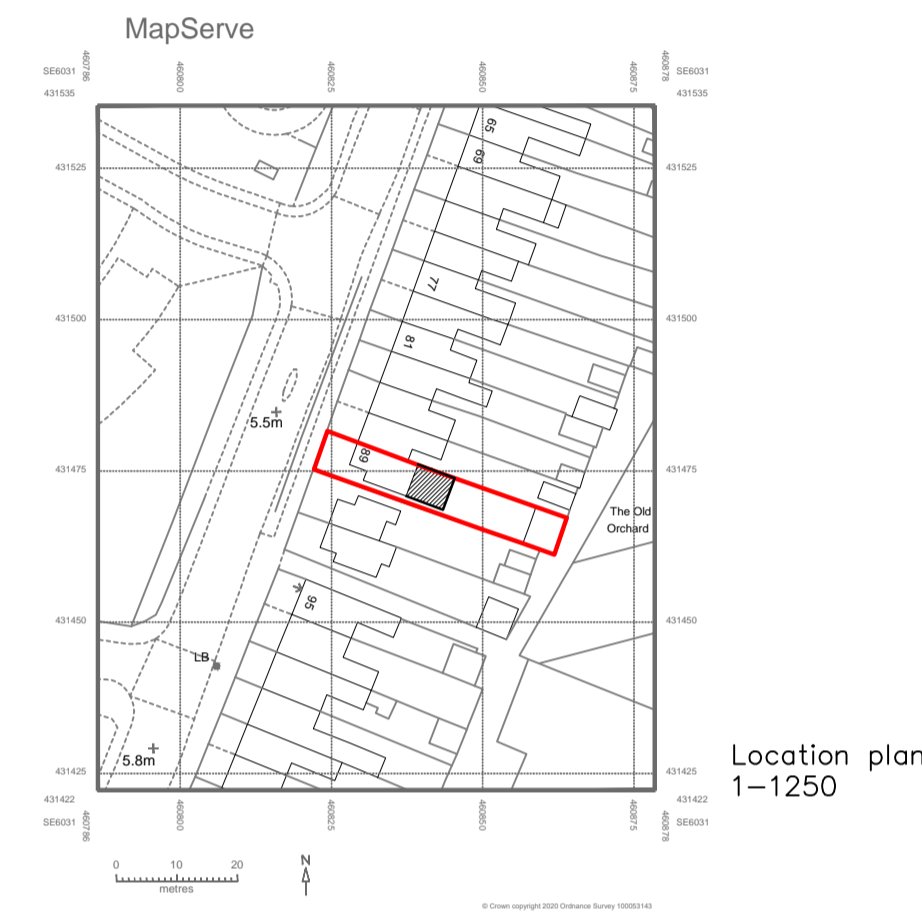 MapServe
460786
460800
460825
460850
460875
460878
SE6031
431535
SE6031
431535
65
69
431525
431525
77
431500
431500
81
5.5m
89
431475
431475
The Old
Orchard
95
431450
431450
LB
5.8m
431425
431425
Location plan
1-1250
431422
SE6031
431422
SE6031
460786
460800
460825
460850
460875
460878
0 10 20
metres
N
© Crown copyright 2020 Ordnance Survey 100053143